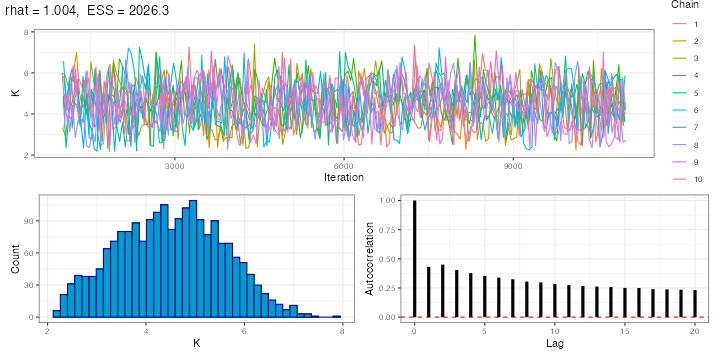 rhat = 1.004,  ESS = 2026.3
Chain
1
2
3
4
5
6
7
8
9
10
K
8
6
4
2
3000 6000 9000
Iteration
Count
90
60
30
0
2 4 6 8
K
Autocorrelation
1.00
0.75
0.50
0.25
0.00
0 5 10 15 20
Lag